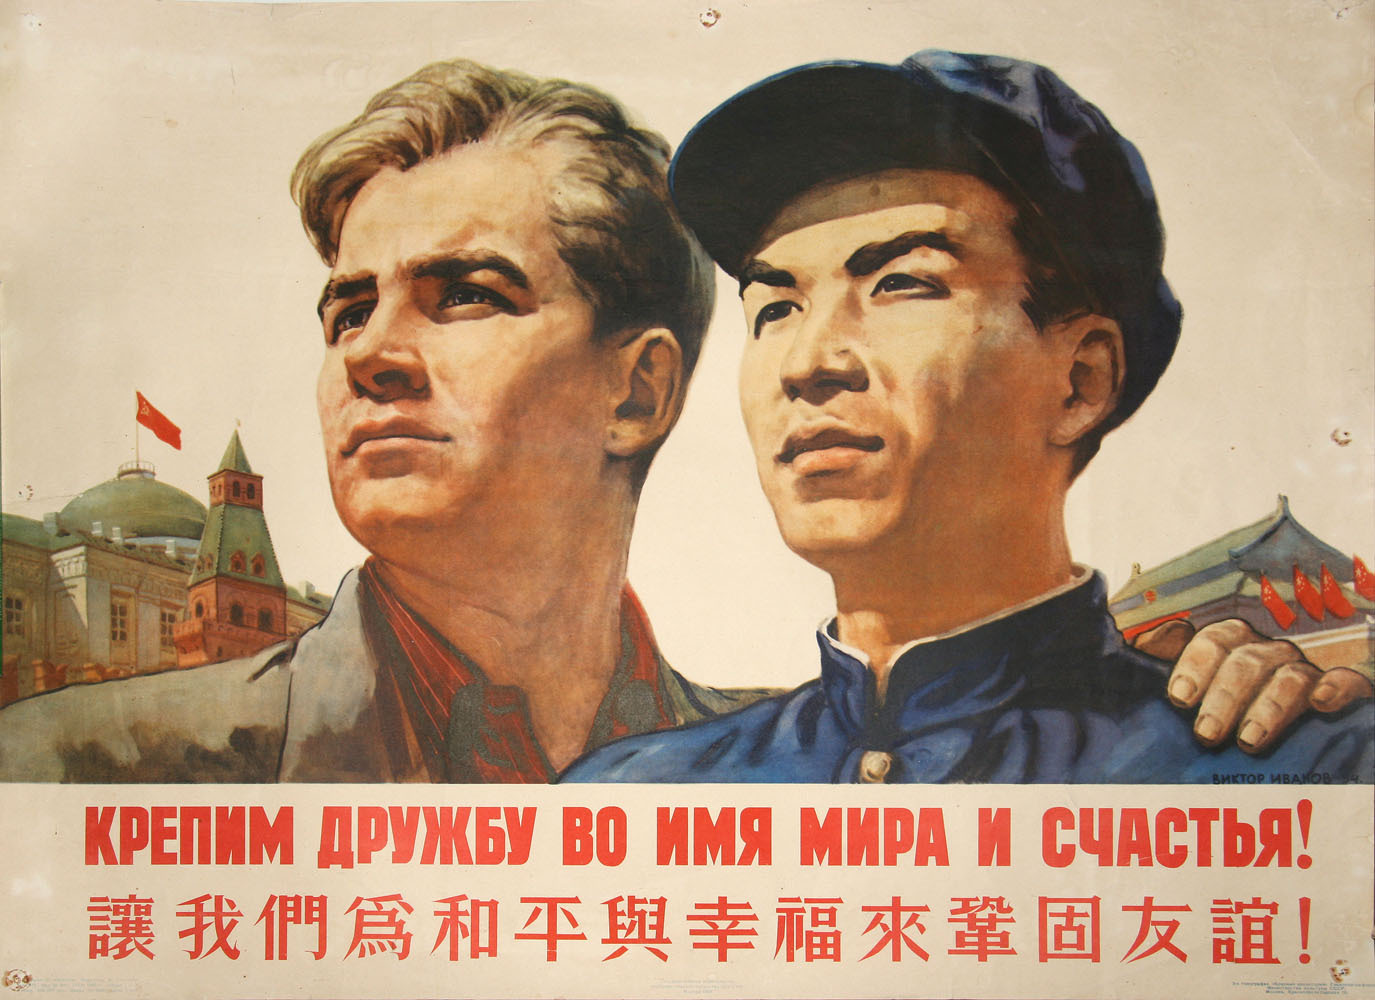 ВИКТОР ИВАНОВ-54.
КРЕПИМ ДРУЖБУ ВО ИМЯ МИРА И СЧАСТЬЯ!
讓我們爲和平與幸福來鞏固友誼!